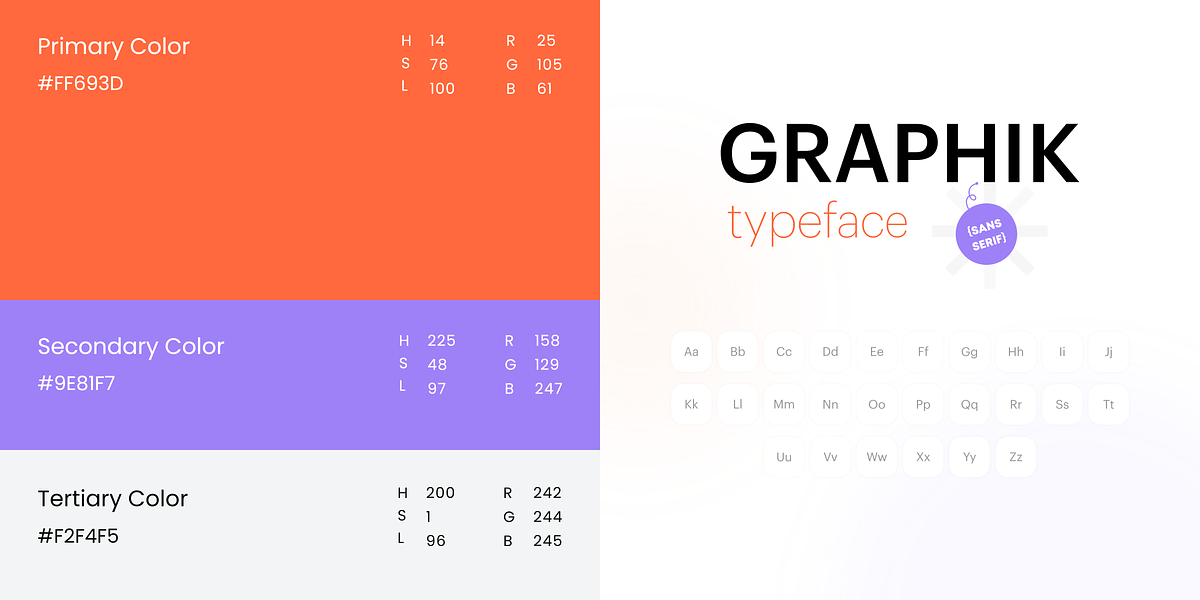 Primary Color
#FF693D
H 14 R 25
S 76 G 105
L 100 B 61
Secondary Color
#9E81F7
H 225 R 158
S 48 G 129
L 97 B 247
Tertiary Color
#F2F4F5
H 200 R 242
S 1 G 244
L 96 B 245
GRAPHIK
typeface
{SANS
SERIF}
Aa Bb Cc Dd Ee Ff Gg Hh Ii Jj
Kk Ll Mm Nn Oo Pp Qq Rr Ss Tt
Uu Vv Ww Xx Yy Zz